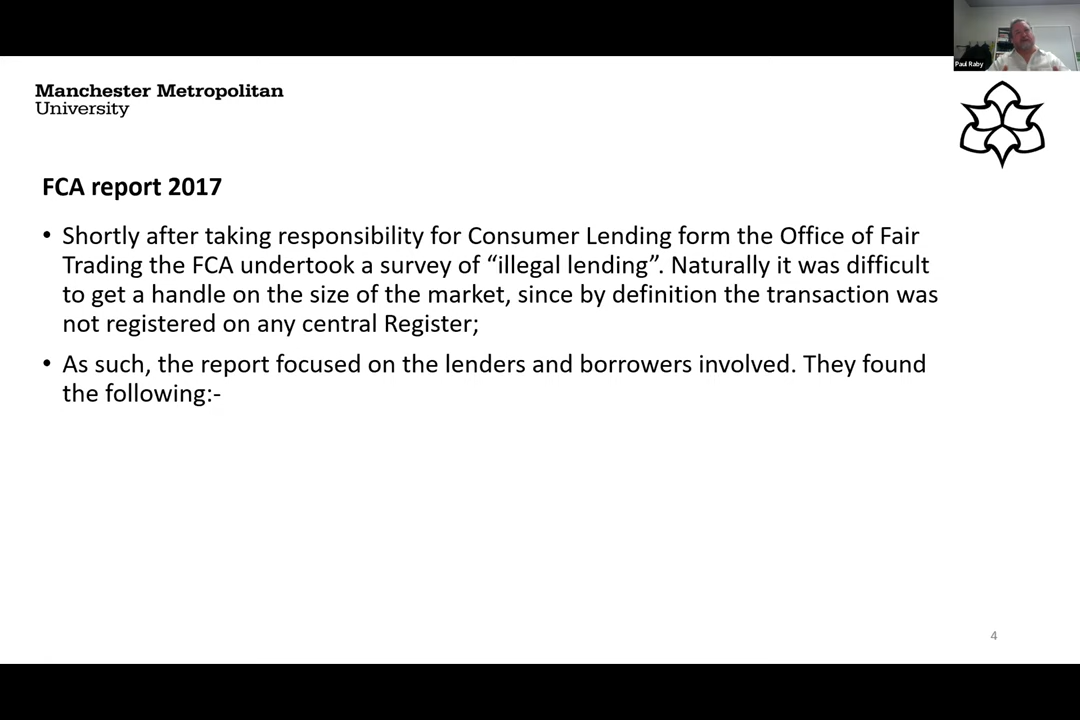 Paul Raby
Manchester Metropolitan
University
FCA report 2017
• Shortly after taking responsibility for Consumer Lending form the Office of Fair
Trading the FCA undertook a survey of “illegal lending”. Naturally it was difficult
to get a handle on the size of the market, since by definition the transaction was
not registered on any central Register;
• As such, the report focused on the lenders and borrowers involved. They found
the following:-
4